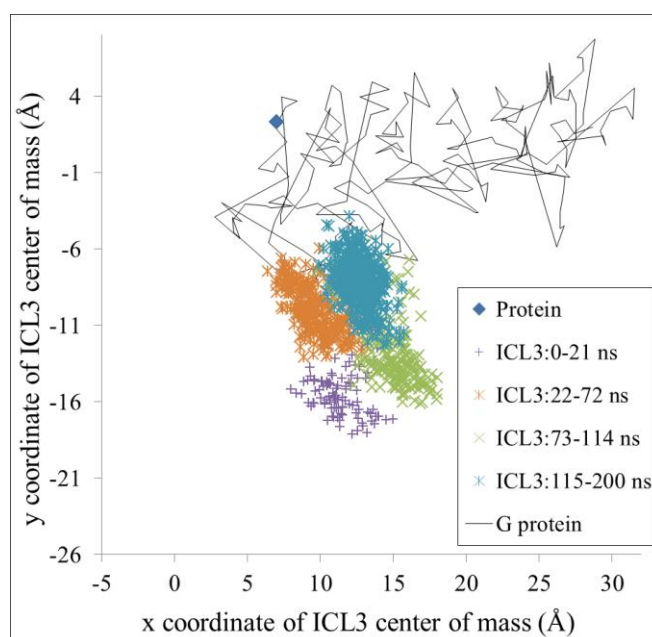 y coordinate of ICL3 center of mass (Å)
4
-1
-6
-11
-16
-21
-26
-5
0
5
10
15
20
25
30
x coordinate of ICL3 center of mass (Å)
Protein
ICL3:0-21 ns
ICL3:22-72 ns
ICL3:73-114 ns
ICL3:115-200 ns
G protein